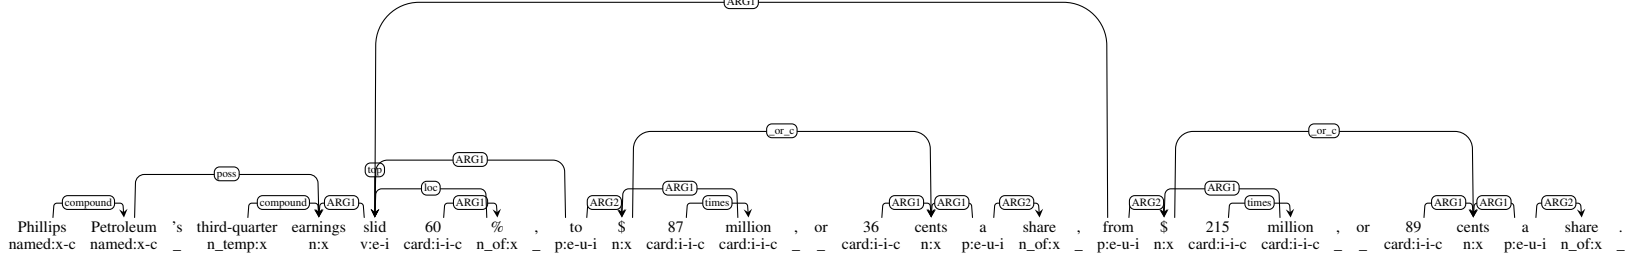 ARG1
_or_c _or_c
top ARG1
poss
loc ARG1 ARG1
compound compound ARG1 ARG1 ARG2 times ARG1 ARG1 ARG2 ARG2 times ARG1 ARG1 ARG2
Phillips Petroleum 's third-quarter earnings slid 60 % , to $ 87 million , or 36 cents a share , from $ 215 million , or 89 cents a share .
named:x-c named:x-c _ n_temp:x n:x v:e-i card:i-i-c n_of:x _ p:e-u-i n:x card:i-i-c card:i-i-c _ _ card:i-i-c n:x p:e-u-i n_of:x _ p:e-u-i n:x card:i-i-c card:i-i-c _ _ card:i-i-c n:x p:e-u-i n_of:x _